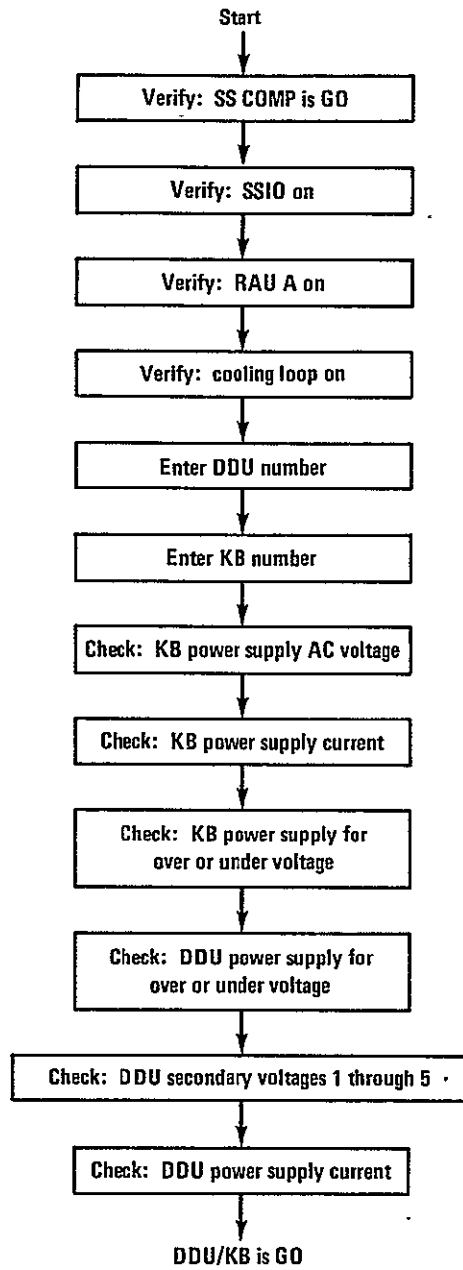 Start
Verify: SS COMP is GO
Verify: SSIO on
Verify: RAU A on
Verify: cooling loop on
Enter DDU number
Enter KB number
Check: KB power supply AC voltage
Check: KB power supply current
Check: KB power supply for
over or under voltage
Check: DDU power supply for
over or under voltage
Check: DDU secondary voltages 1 through 5
Check: DDU power supply current
DDU/KB is GO